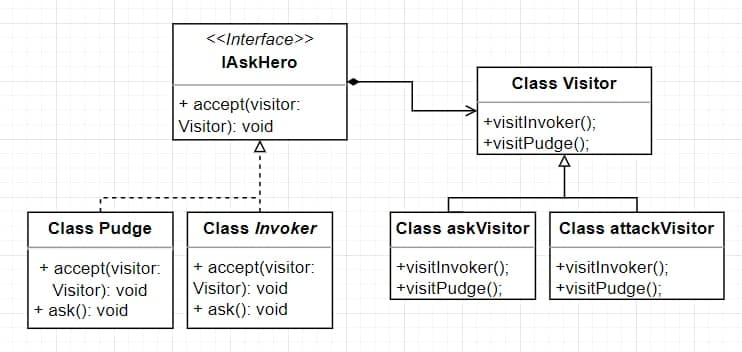 <<Interface>>
IAskHero
+ accept(visitor:
Visitor): void
Class Visitor
+visitInvoker();
+visitPudge();
Class Pudge
+ accept(visitor:
Visitor): void
+ ask(): void
Class Invoker
+ accept(visitor:
Visitor): void
+ ask(): void
Class askVisitor
+visitInvoker();
+visitPudge();
Class attackVisitor
+visitInvoker();
+visitPudge();